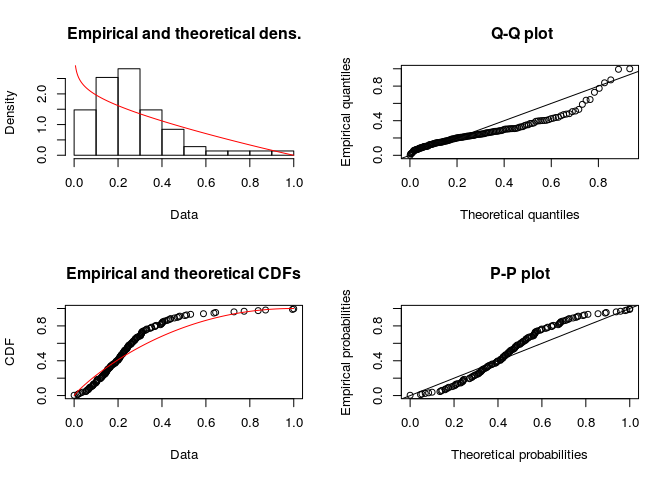 Empirical and theoretical dens.
Density
0.0 1.0 2.0
0.0 0.2 0.4 0.6 0.8 1.0
Data
Q-Q plot
Empirical quantiles
0.0 0.4 0.8
0.0 0.2 0.4 0.6 0.8
Theoretical quantiles
Empirical and theoretical CDFs
CDF
0.0 0.4 0.8
0.0 0.2 0.4 0.6 0.8 1.0
Data
P-P plot
Empirical probabilities
0.0 0.4 0.8
0.0 0.2 0.4 0.6 0.8 1.0
Theoretical probabilities